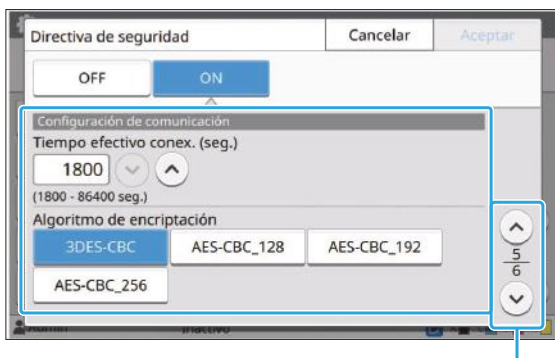 Directiva de seguridad
Cancelar
Aceptar
OFF
ON
Configuración de comunicación
Tiempo efectivo conex. (seg.)
1800
(1800 - 86400 seg.)
Algoritmo de encriptación
3DES-CBC
AES-CBC_128
AES-CBC_192
AES-CBC_256
5
6
Admin
Inactivo